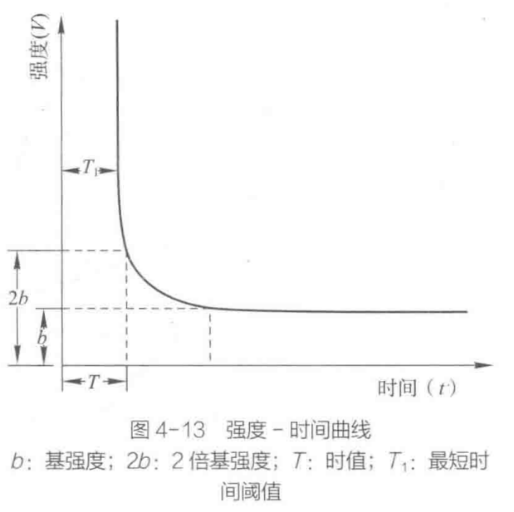 强度(V)
T₁
2b
b
T
时间（t）
图 4-13 强度－时间曲线
b：基强度；2b：2 倍基强度；T：时值；T₁：最短时
间阈值